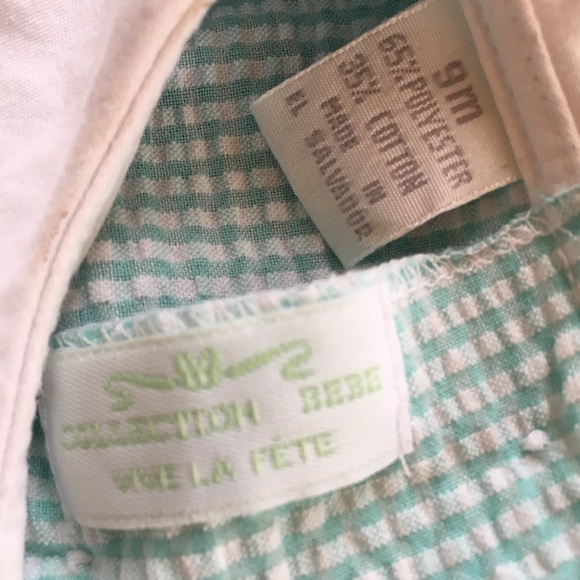 9M
65% POLYESTER
35% COTTON
MADE IN
EL SALVADOR
COLLECTION BEBE
VIVE LA FÊTE